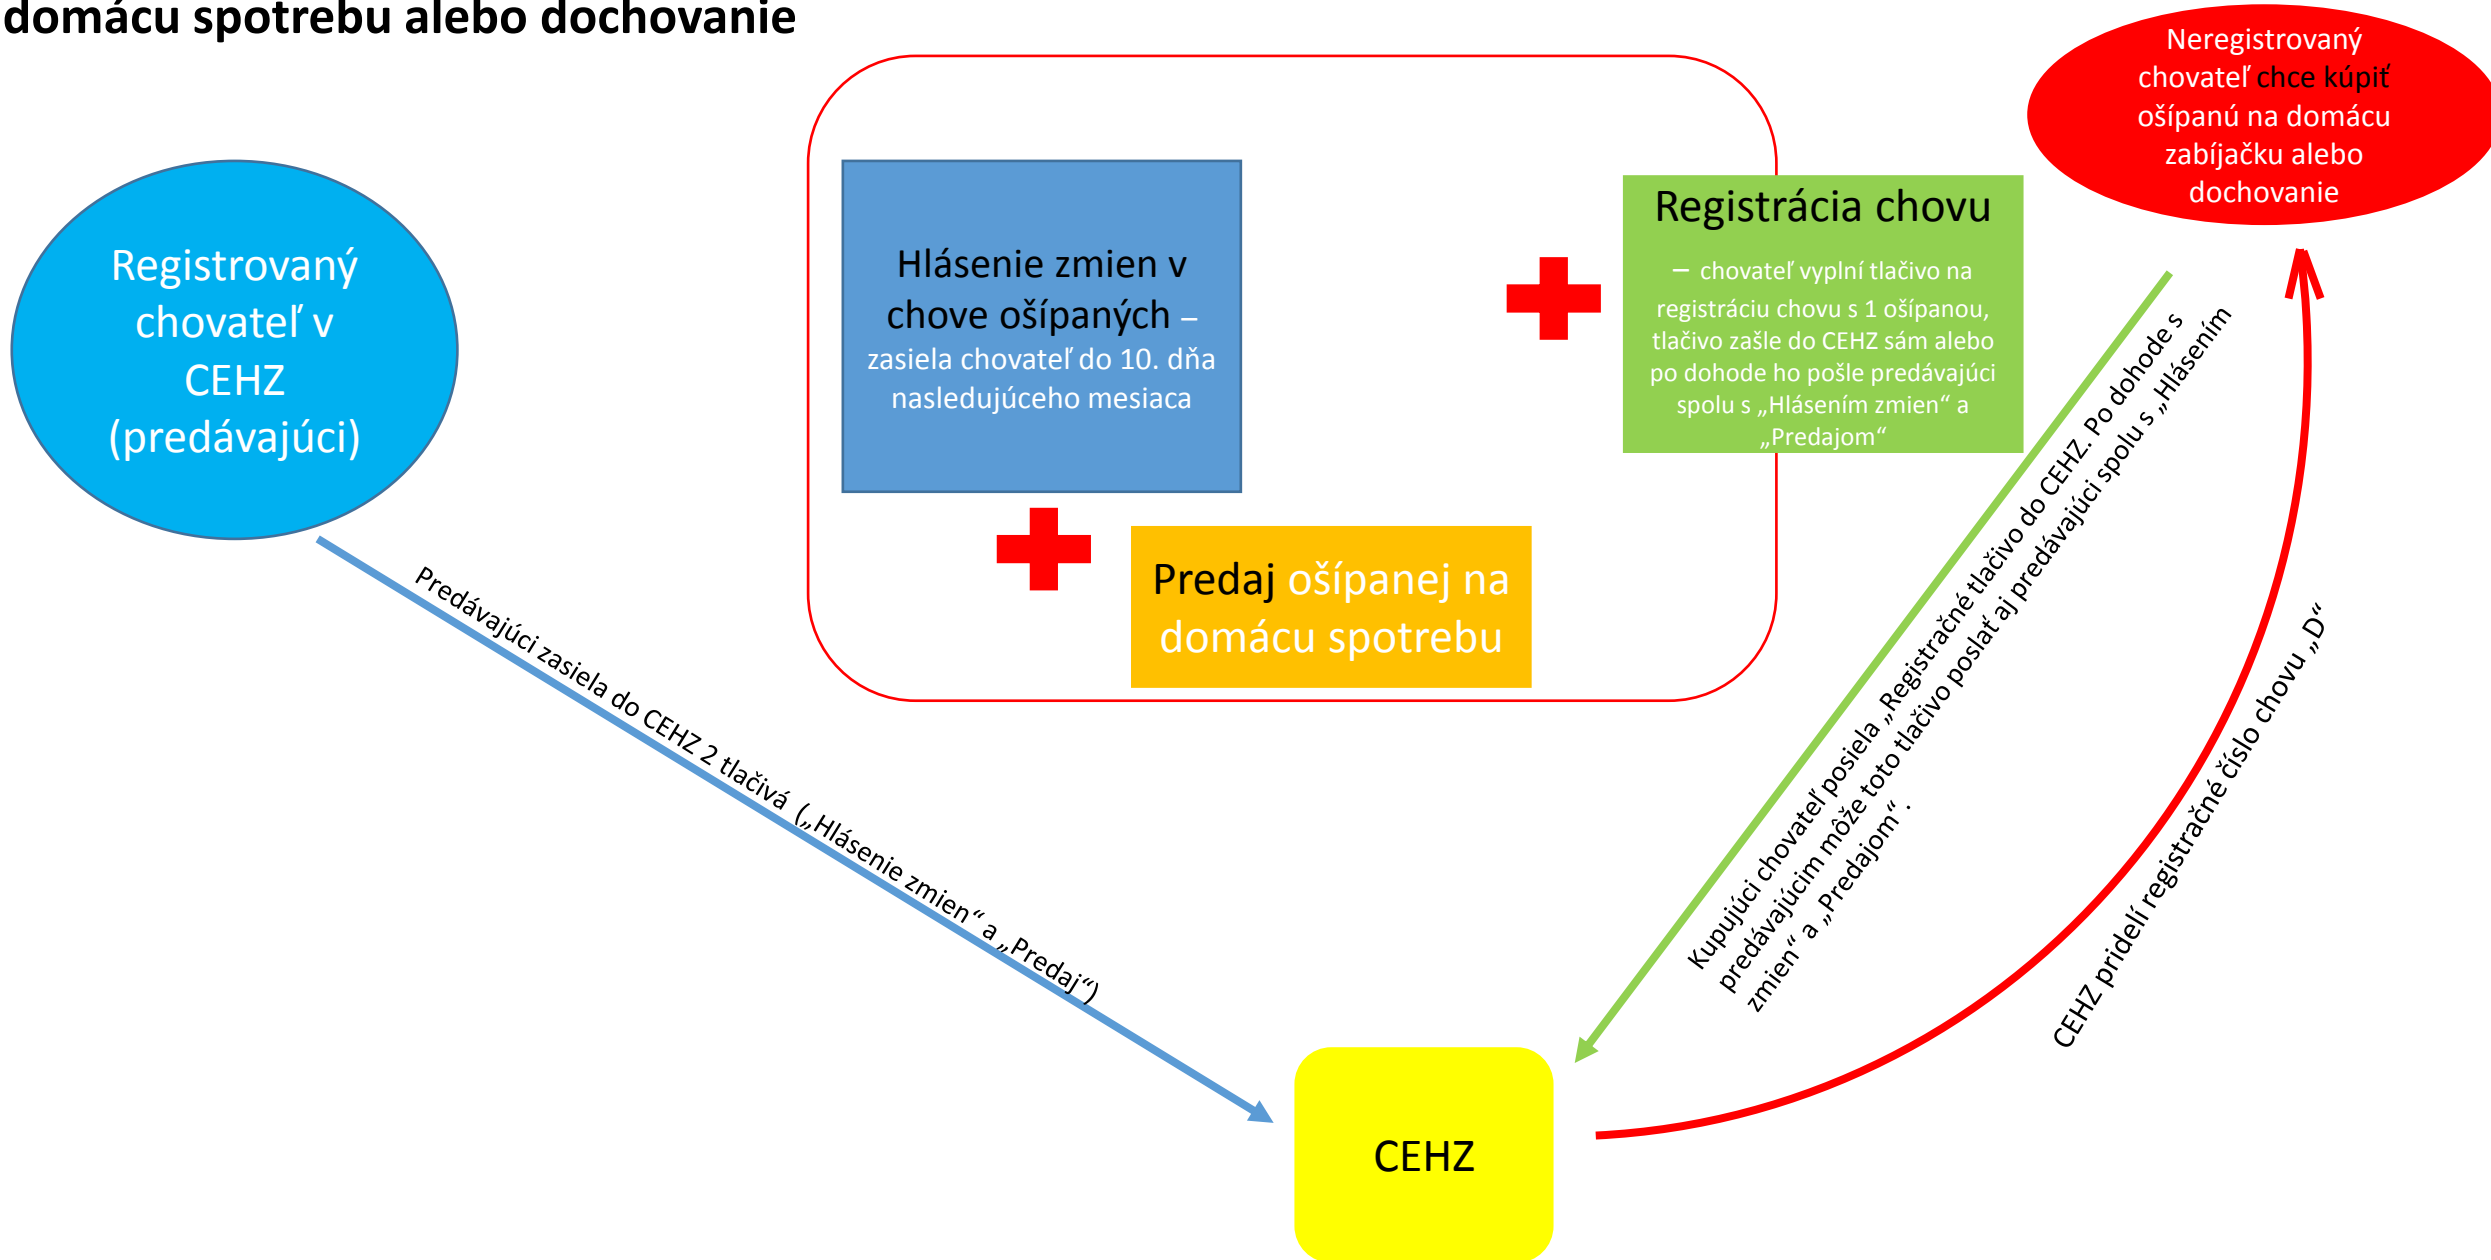 domácu spotrebu alebo dochovanie
Neregistrovaný
chovateľ chce kúpiť
ošípanú na domácu
zabíjačku alebo
dochovanie
Registrovaný
chovateľ v
CEHZ
(predávajúci)
Hlásenie zmien v
chove ošípaných –
zasiela chovateľ do 10. dňa
nasledujúceho mesiaca
Registrácia chovu
– chovateľ vyplní tlačivo na
registráciu chovu s 1 ošípanou,
tlačivo zašle do CEHZ sám alebo
po dohode ho pošle predávajúci
spolu s „Hlásením zmien“ a
„Predajom“
Predaj ošípanej na
domácu spotrebu
Predávajúci zasiela do CEHZ 2 tlačivá („Hlásenie zmien“ a „Predaj“)
Kupujúci chovateľ posiela „Registračné tlačivo do CEHZ. Po dohode s
predávajúcim môže toto tlačivo poslať aj predávajúci spolu s „Hlásením
zmien“ a „Predajom“.
CEHZ pridelí registračné číslo chovu „D“
CEHZ